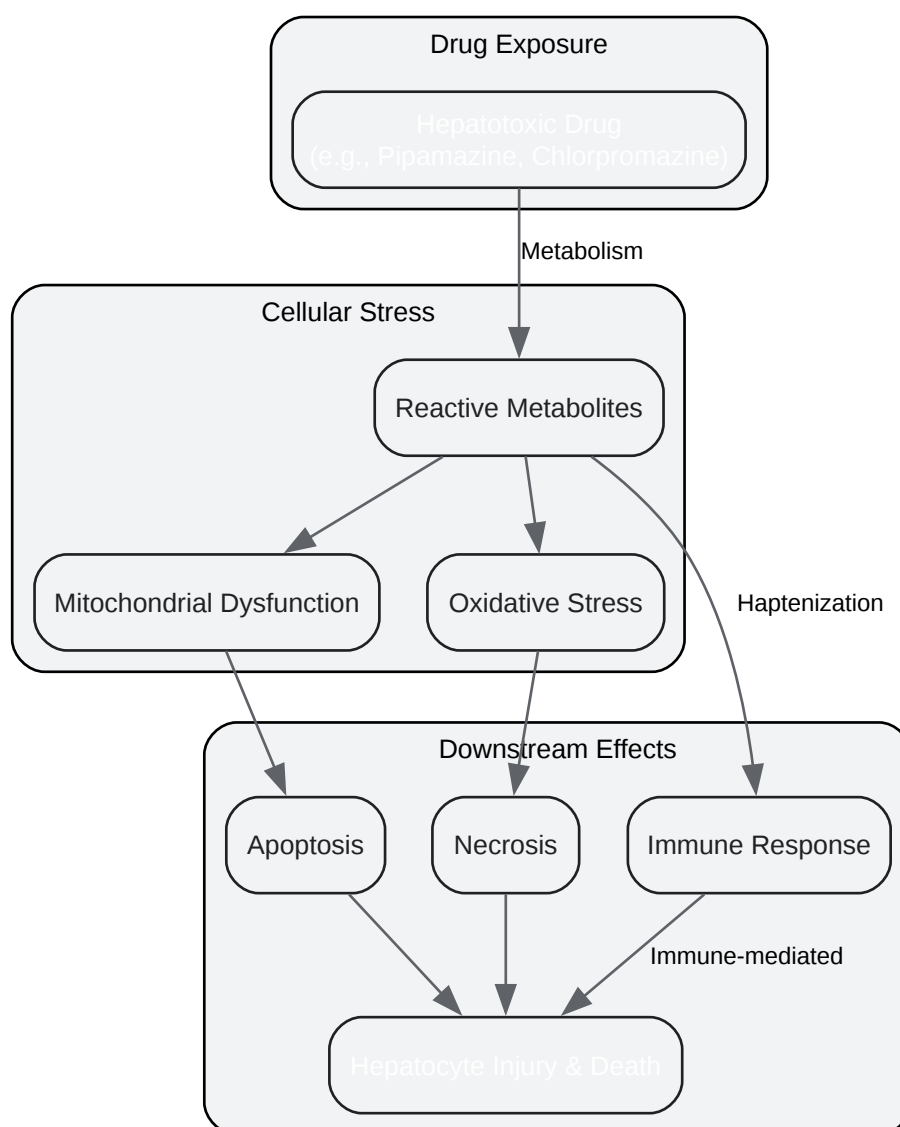 Drug Exposure
Hepatotoxic Drug
(e.g., Pipamazine, Chlorpromazine)
Metabolism
Cellular Stress
Reactive Metabolites
Mitochondrial Dysfunction
Oxidative Stress
Haptenization
Downstream Effects
Apoptosis
Necrosis
Immune Response
Immune-mediated
Hepatocyte Injury & Death